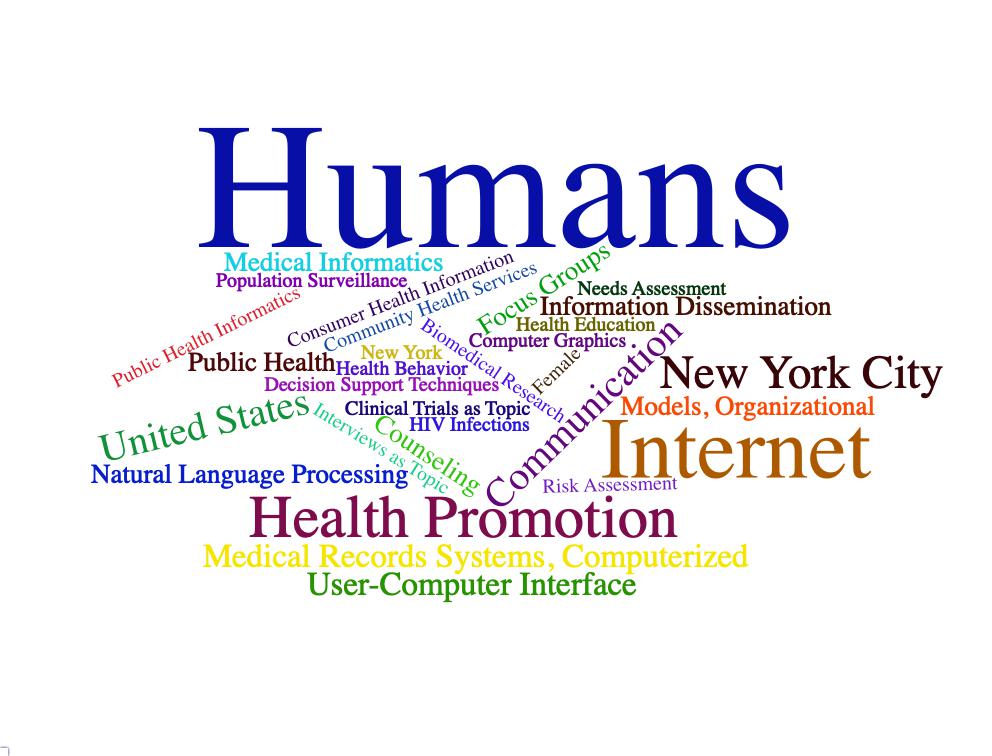 Humans
Medical Informatics
Population Surveillance
Consumer Health Information
Community Health Services
Focus Groups
Needs Assessment
Information Dissemination
Public Health Informatics
Health Education
Computer Graphics
Public Health
New York
Health Behavior
Biomedical Research
Female
Communication
New York City
Decision Support Techniques
United States
Interviews as Topic
Clinical Trials as Topic
HIV Infections
Counseling
Models, Organizational
Internet
Natural Language Processing
Risk Assessment
Health Promotion
Medical Records Systems, Computerized
User-Computer Interface